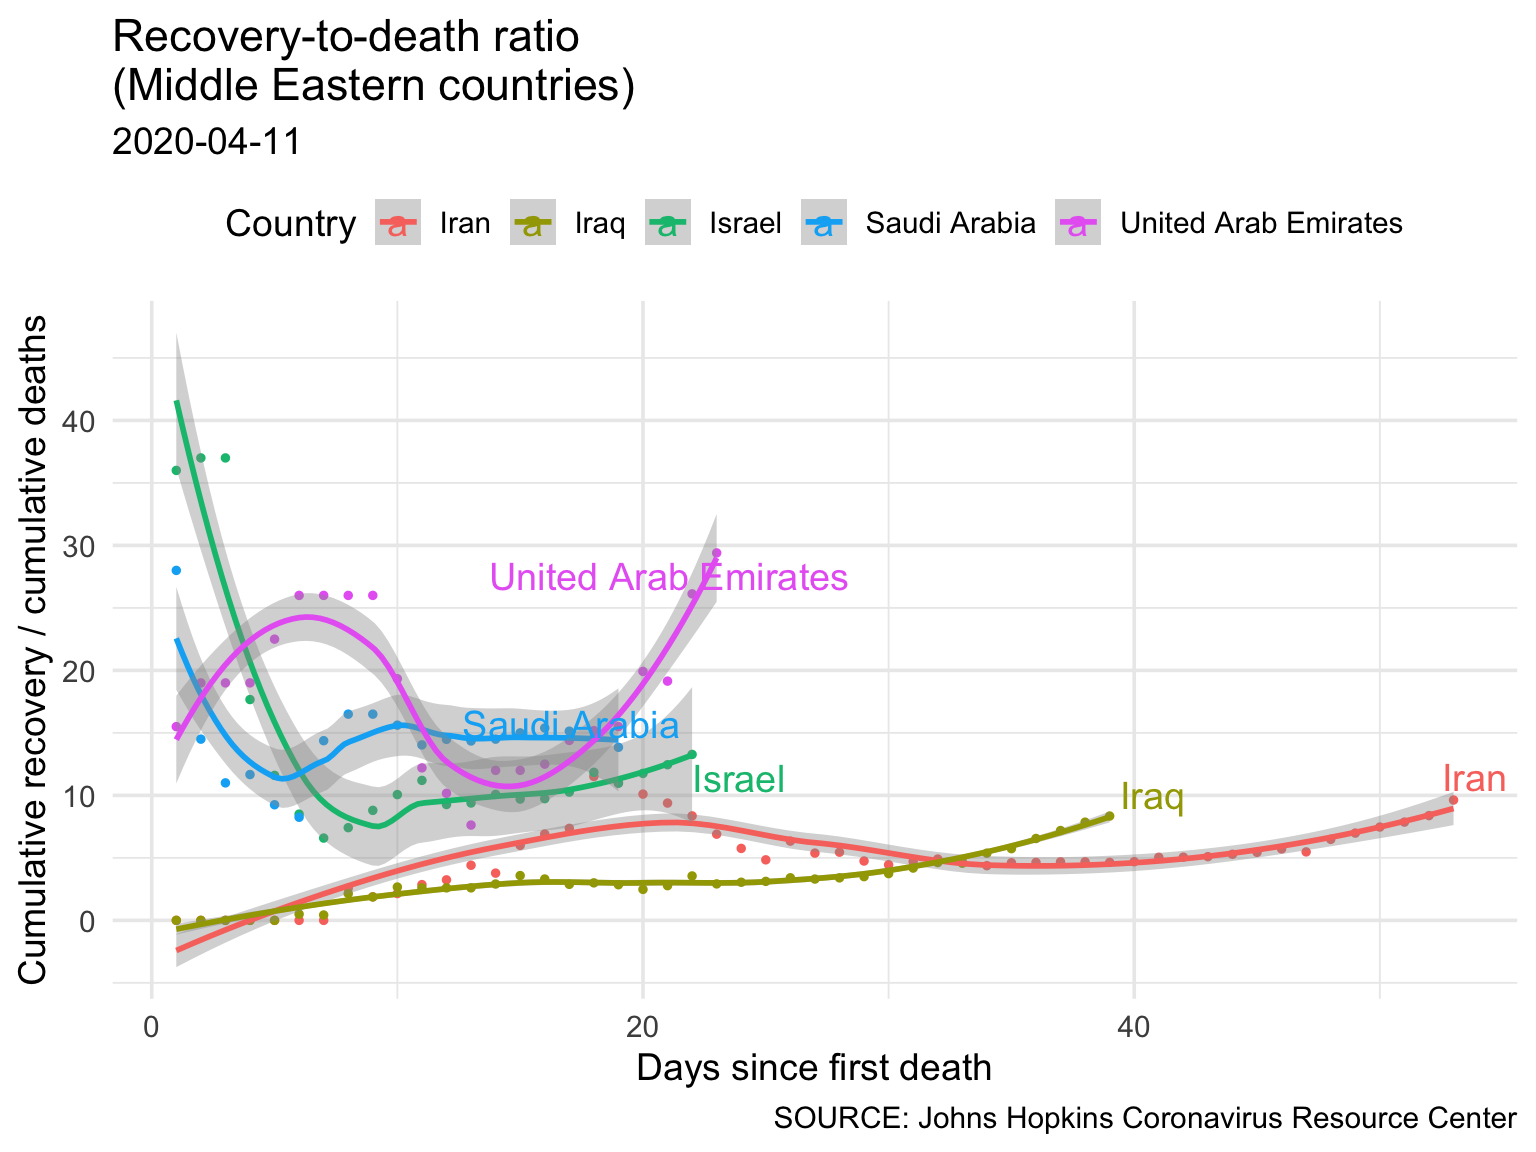 Recovery-to-death ratio
(Middle Eastern countries)
2020-04-11
Country a Iran a Iraq a Israel a Saudi Arabia a United Arab Emirates
Cumulative recovery / cumulative deaths
40
30
20
10
0
United Arab Emirates
Saudi Arabia
Israel
Iraq
Iran
0 20 40
Days since first death
SOURCE: Johns Hopkins Coronavirus Resource Center